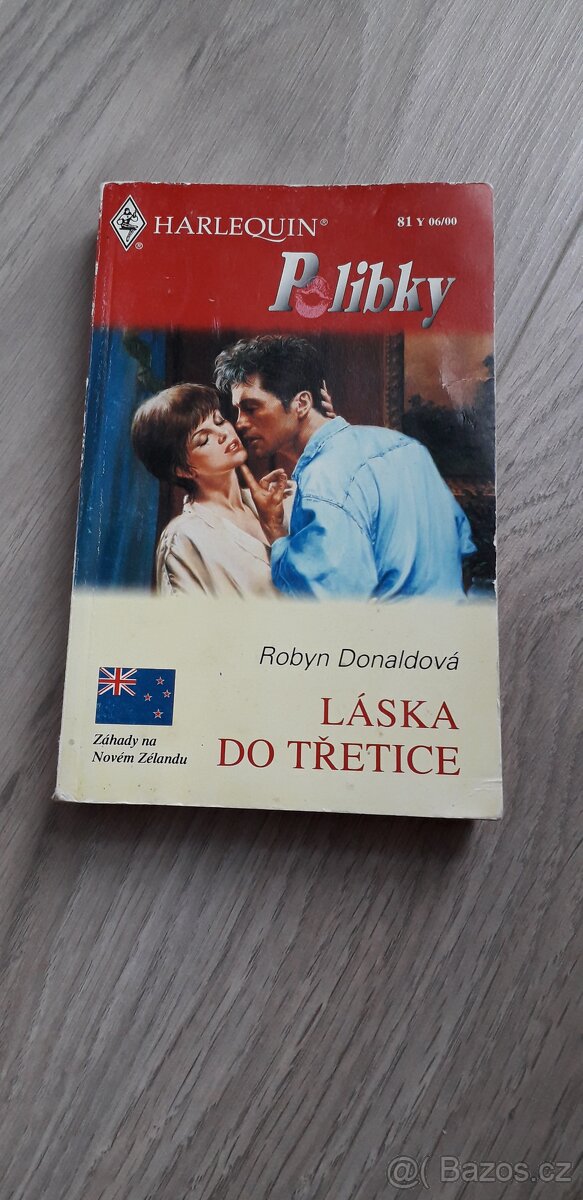 HARLEQUIN®
81 Y 06/00
®
Polibky
Robyn Donaldová
LÁSKA
DO TŘETICE
Záhady na
Novém Zélandu
@( Bazos.cz